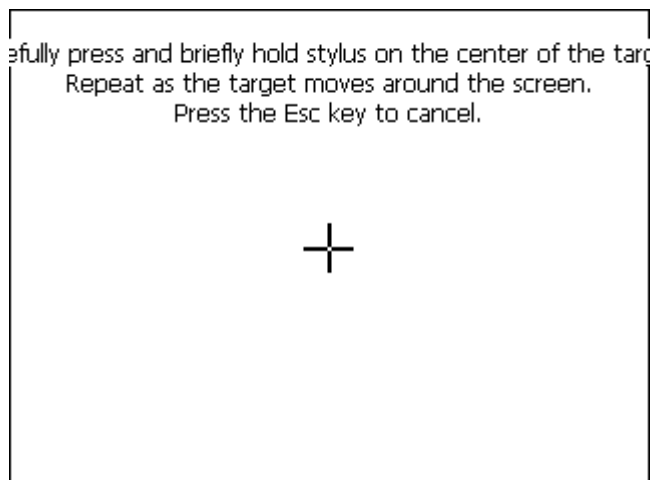 efully press and briefly hold stylus on the center of the targ
Repeat as the target moves around the screen.
Press the Esc key to cancel.